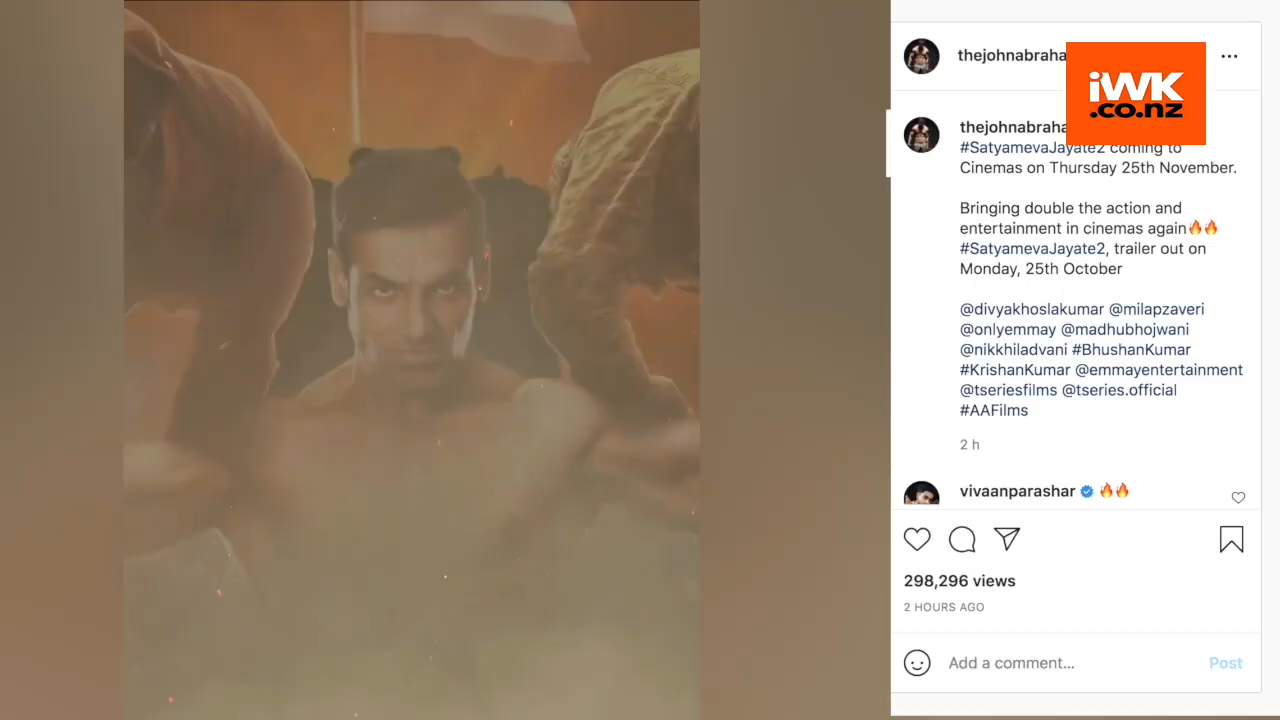 thejohnabraha
iWK
.co.nz
thejohnabraha
#SatyamevaJayate2 coming to
Cinemas on Thursday 25th November.
Bringing double the action and
entertainment in cinemas again🔥🔥
#SatyamevaJayate2, trailer out on
Monday, 25th October
@divyakhoslakumar @milapzaveri
@onlyemmay @madhubhojwani
@nikkhiladvani #BhushanKumar
#KrishanKumar @emmayentertainment
@tseriesfilms @tseries.official
#AAFilms
2 h
vivaanparashar 🔥🔥
298,296 views
2 HOURS AGO
Add a comment...
Post